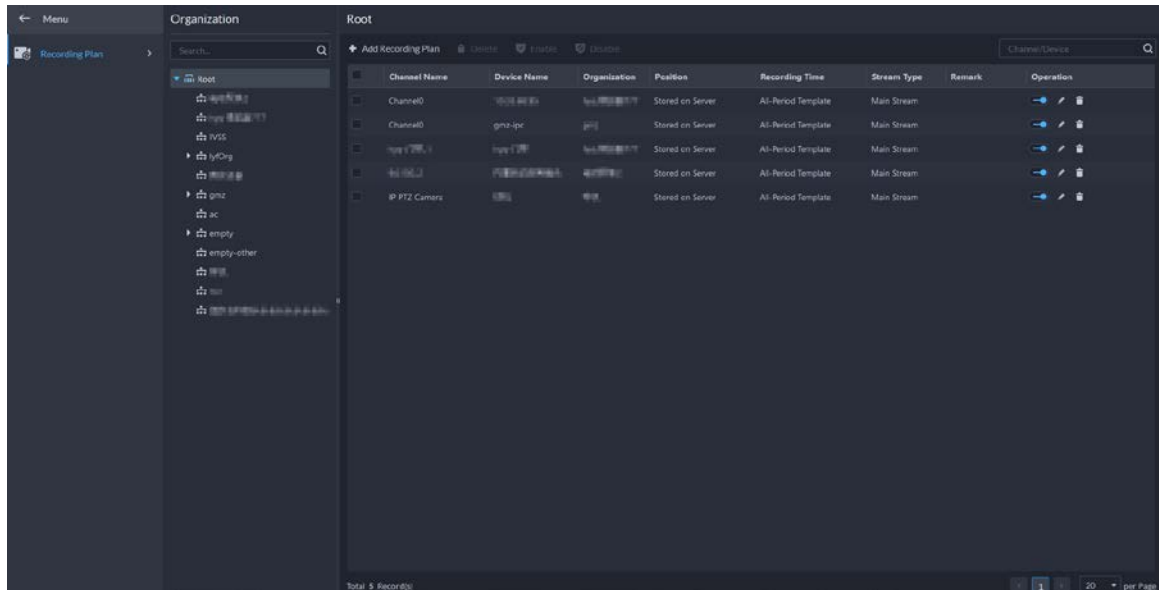 Menu
Recording Plan
Organization
Search...
Root
IVSS
lyfOrg
gmz
ac
empty
empty-other
Root
Add Recording Plan Delete Enable Disable Channel/Device
Channel Name Device Name Organization Position Recording Time Stream Type Remark Operation
Channel0 Stored on Server All-Period Template Main Stream
Channel0 gmz-ipc Stored on Server All-Period Template Main Stream
Stored on Server All-Period Template Main Stream
Stored on Server All-Period Template Main Stream
IP PTZ Camera Stored on Server All-Period Template Main Stream
Total 5 Record(s)
1 20 per Page